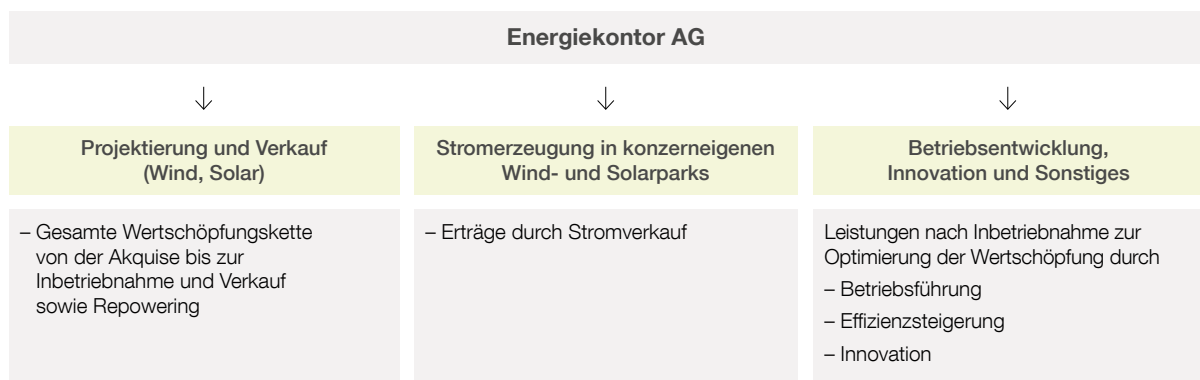 Energiekontor AG
Projektierung und Verkauf
(Wind, Solar)
– Gesamte Wertschöpfungskette
von der Akquise bis zur
Inbetriebnahme und Verkauf
sowie Repowering
Stromerzeugung in konzerneigenen
Wind- und Solarparks
– Erträge durch Stromverkauf
Betriebsentwicklung,
Innovation und Sonstiges
Leistungen nach Inbetriebnahme zur
Optimierung der Wertschöpfung durch
– Betriebsführung
– Effizienzsteigerung
– Innovation